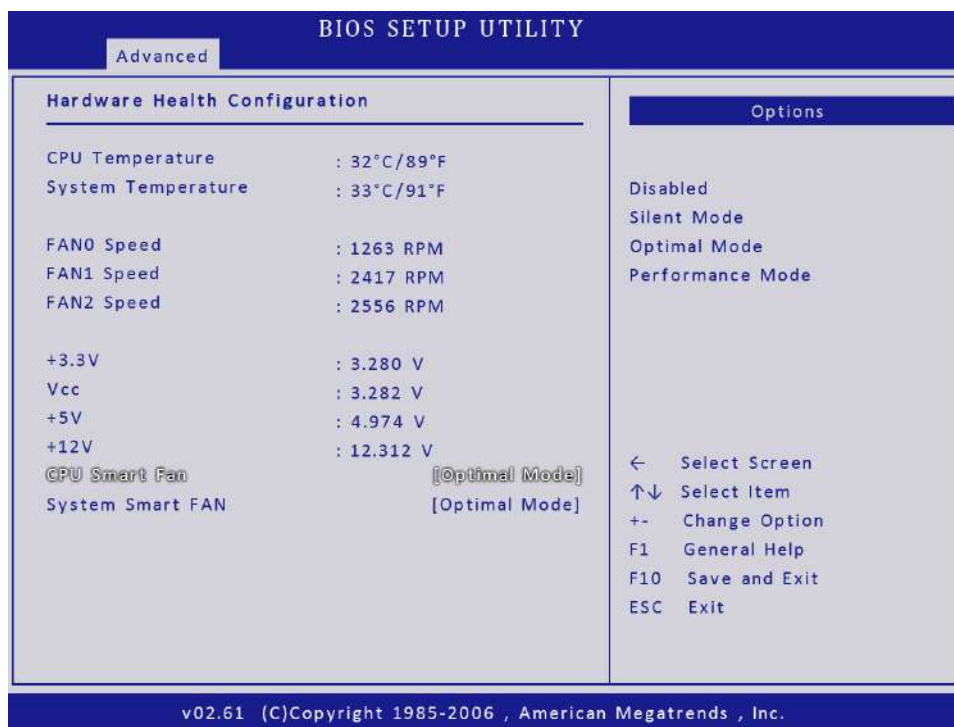 BIOS SETUP UTILITY
Advanced
Hardware Health Configuration
CPU Temperature : 32°C/89°F
System Temperature : 33°C/91°F
FAN0 Speed : 1263 RPM
FAN1 Speed : 2417 RPM
FAN2 Speed : 2556 RPM
+3.3V : 3.280 V
Vcc : 3.282 V
+5V : 4.974 V
+12V : 12.312 V
CPU Smart Fan [Optimal Mode]
System Smart FAN [Optimal Mode]
Options
Disabled
Silent Mode
Optimal Mode
Performance Mode
← Select Screen
↑↓ Select Item
+- Change Option
F1 General Help
F10 Save and Exit
ESC Exit
v02.61 (C)Copyright 1985-2006 , American Megatrends , Inc.